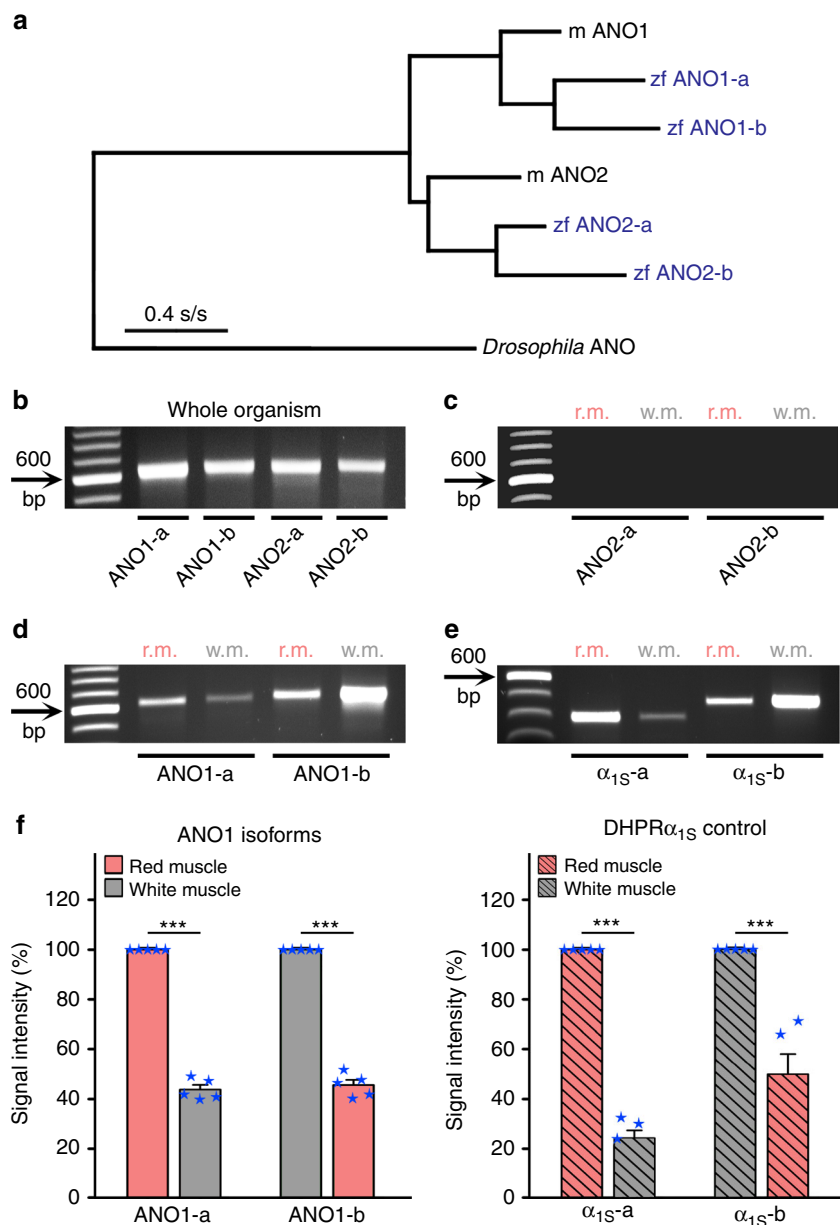 a
m ANO1
zf ANO1-a
zf ANO1-b
m ANO2
zf ANO2-a
zf ANO2-b
0.4 s/s
Drosophila ANO
b
Whole organism
600
bp
ANO1-a
ANO1-b
ANO2-a
ANO2-b
c
r.m. w.m. r.m. w.m.
600
bp
ANO2-a
ANO2-b
d
r.m. w.m. r.m. w.m.
600
bp
ANO1-a ANO1-b
e
r.m. w.m. r.m. w.m.
600
bp
α1S-a α1S-b
f
ANO1 isoforms
Red muscle
White muscle
Signal intensity (%)
120
100
80
60
40
20
0
***
***
ANO1-a ANO1-b
DHPRα1S control
Red muscle
White muscle
Signal intensity (%)
120
100
80
60
40
20
0
***
***
α1S-a α1S-b